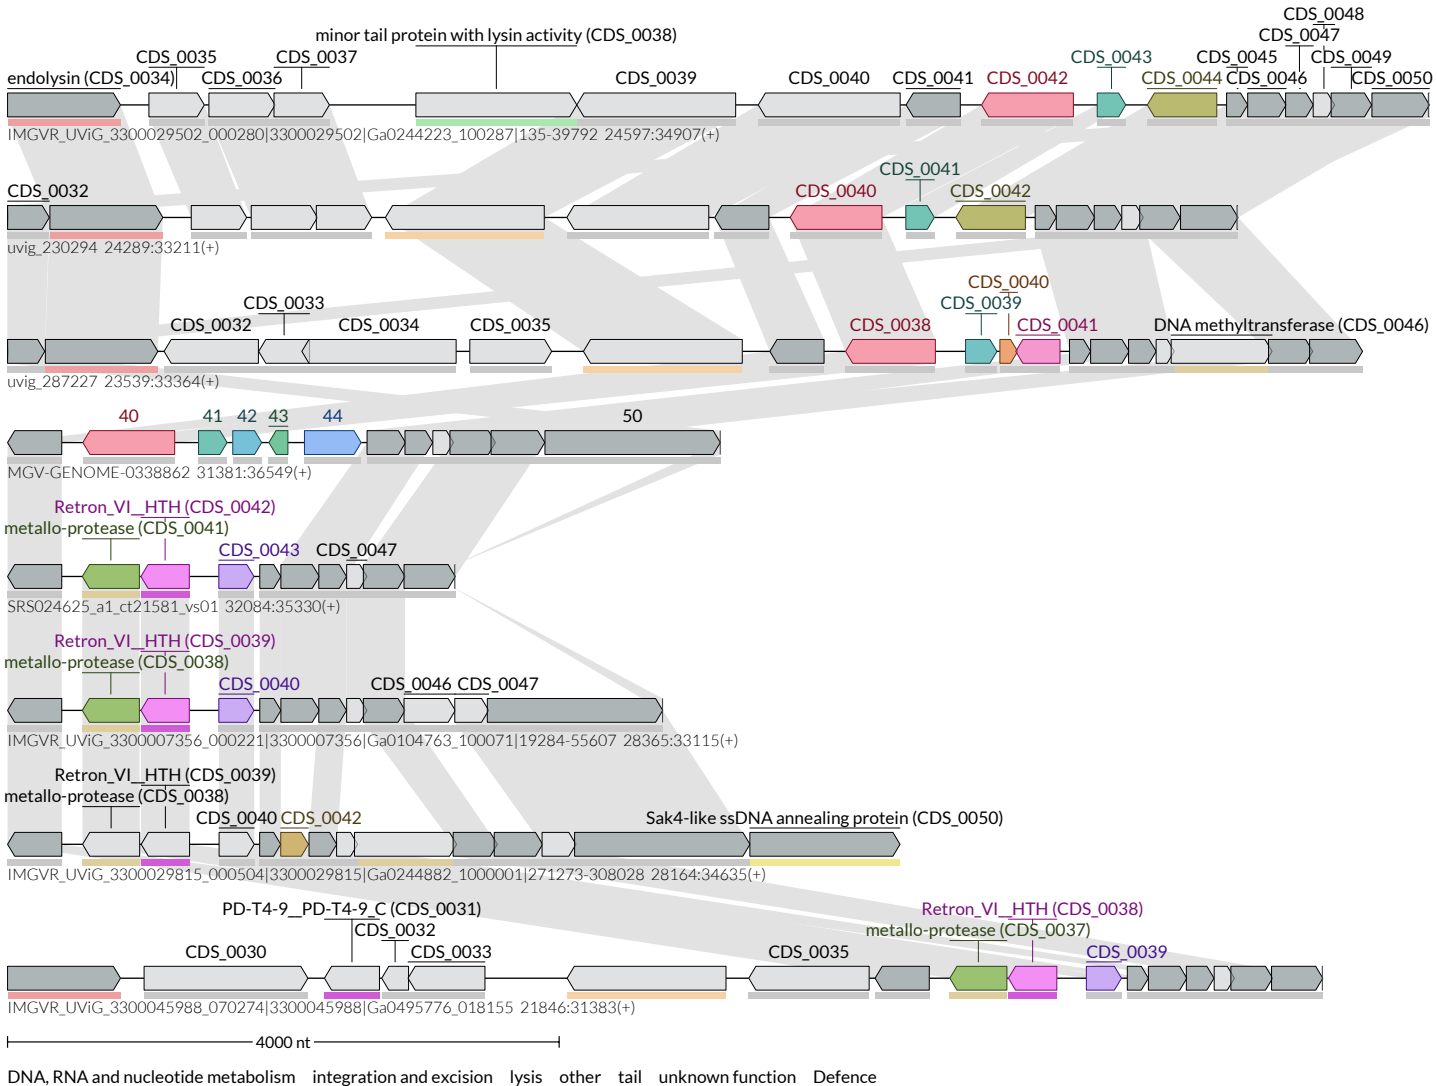 CDS_0048
minor tail protein with lysin activity (CDS_0038) CDS_0047
CDS_0035 CDS_0037 CDS_0043 CDS_0045 CDS_0049
endolysin (CDS_0034) CDS_0036 CDS_0039 CDS_0040 CDS_0041 CDS_0042 CDS_0044 CDS_0046 CDS_0050
IMGVR_UViG_3300029502_000280|3300029502|Ga0244223_100287|135-39792 24597:34907(+)
CDS_0041
CDS_0032 CDS_0040 CDS_0042
uvig_230294 24289:33211(+)
CDS_0040
CDS_0033 CDS_0039
CDS_0032 CDS_0034 CDS_0035 CDS_0038 CDS_0041 DNA methyltransferase (CDS_0046)
uvig_287227 23539:33364(+)
40 41 42 43 44 50
MGV-GENOME-0338862 31381:36549(+)
Retron_VI__HTH (CDS_0042)
metallo-protease (CDS_0041)
CDS_0043 CDS_0047
SRS024625_a1_ct21581_vs01 32084:35330(+)
Retron_VI__HTH (CDS_0039)
metallo-protease (CDS_0038)
CDS_0040 CDS_0046 CDS_0047
IMGVR_UViG_3300007356_000221|3300007356|Ga0104763_100071|19284-55607 28365:33115(+)
Retron_VI__HTH (CDS_0039)
metallo-protease (CDS_0038)
CDS_0040 CDS_0042 Sak4-like ssDNA annealing protein (CDS_0050)
IMGVR_UViG_3300029815_000504|3300029815|Ga0244882_1000001|271273-308028 28164:34635(+)
PD-T4-9__PD-T4-9_C (CDS_0031) Retron_VI__HTH (CDS_0038)
CDS_0032 metallo-protease (CDS_0037)
CDS_0030 CDS_0033 CDS_0035 CDS_0039
IMGVR_UViG_3300045988_070274|3300045988|Ga0495776_018155 21846:31383(+)
4000 nt
DNA, RNA and nucleotide metabolism integration and excision lysis other tail unknown function Defence